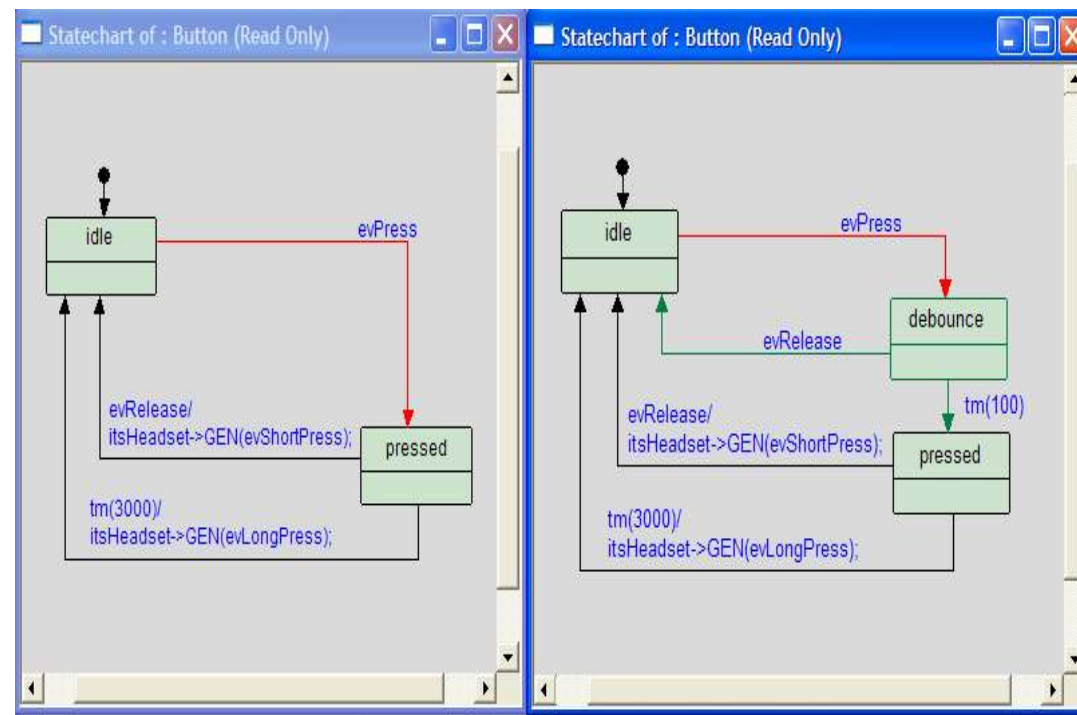 Statechart of : Button (Read Only)
idle
evPress
evRelease/
itsHeadset->GEN(evShortPress);
pressed
tm(3000)/
itsHeadset->GEN(evLongPress);
Statechart of : Button (Read Only)
idle
evPress
debounce
evRelease
tm(100)
evRelease/
itsHeadset->GEN(evShortPress);
pressed
tm(3000)/
itsHeadset->GEN(evLongPress);